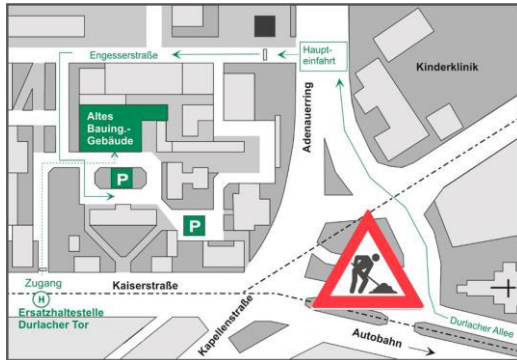 Engesserstraße
Haupt-
einfahrt
Kinderklinik
Adenauerring
Altes
Bauing.-
Gebäude
P
P
Zugang
H
Ersatzhaltestelle
Durlacher Tor
Kaiserstraße
Kapellenstraße
Autobahn
Durlacher Allee